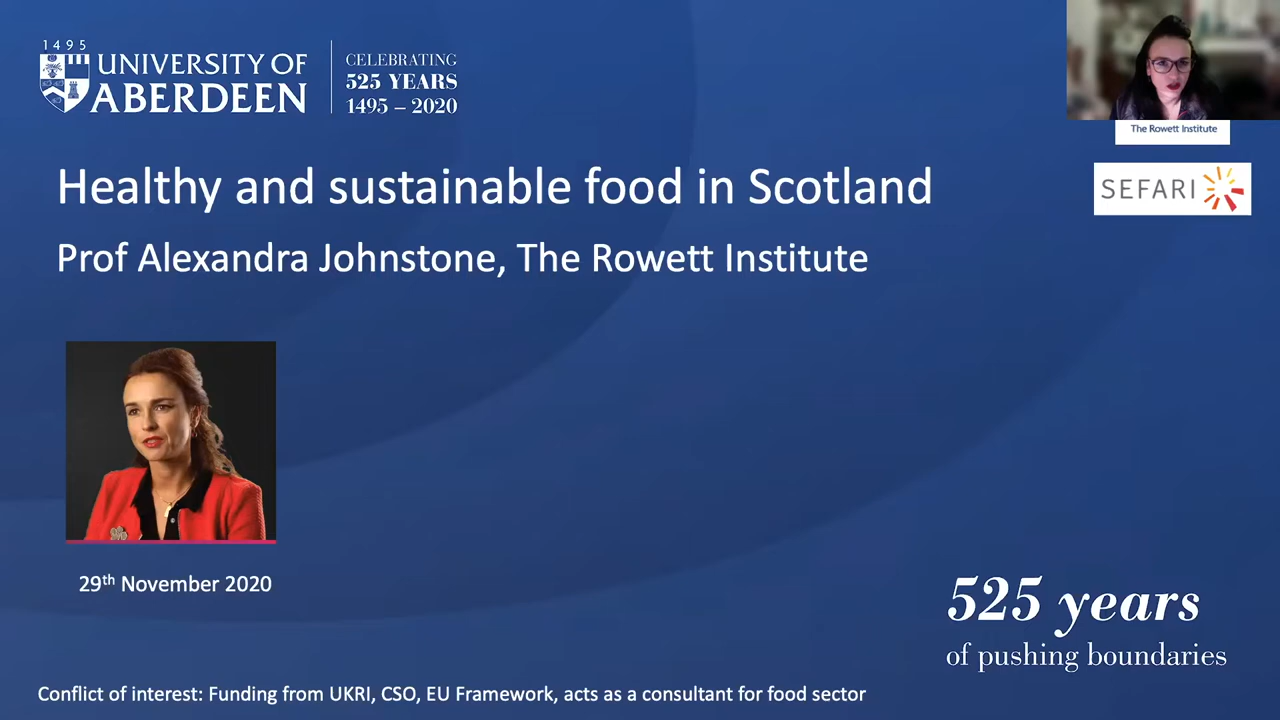 1495
UNIVERSITY OF
ABERDEEN
CELEBRATING
525 YEARS
1495 – 2020
The Rowett Institute
SEFARI
Healthy and sustainable food in Scotland
Prof Alexandra Johnstone, The Rowett Institute
29th November 2020
525 years
of pushing boundaries
Conflict of interest: Funding from UKRI, CSO, EU Framework, acts as a consultant for food sector